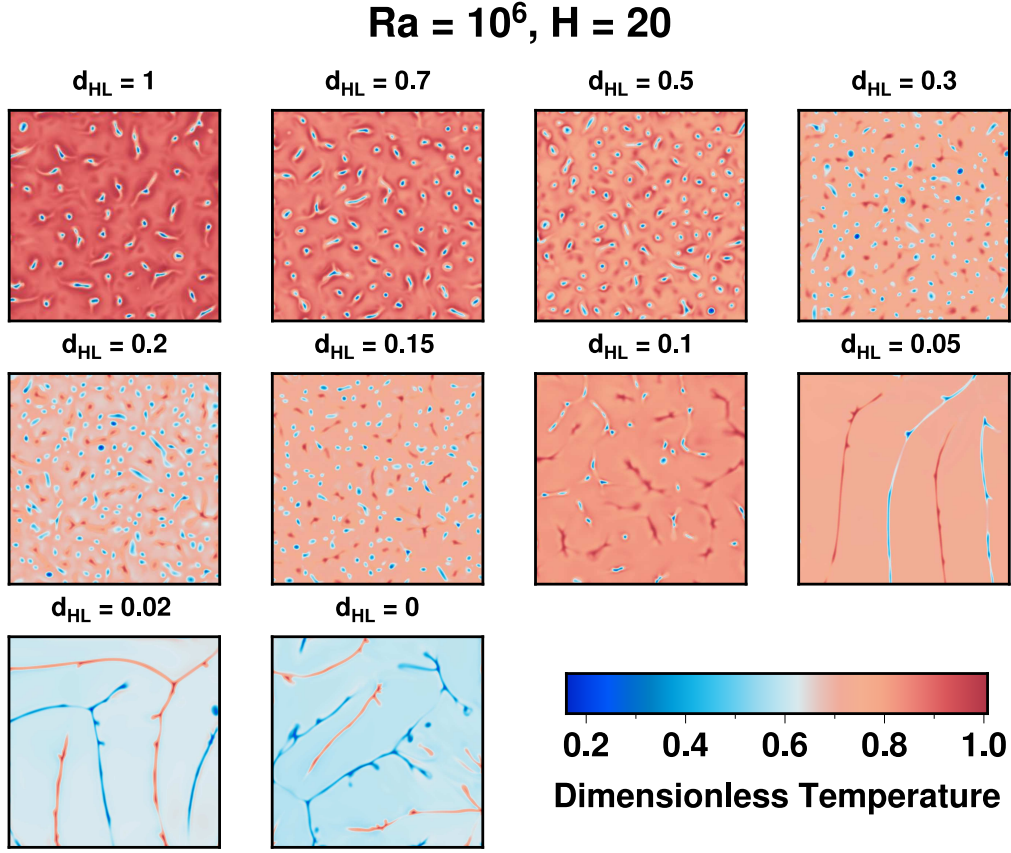 Ra = 10⁶, H = 20
d_HL = 1
d_HL = 0.7
d_HL = 0.5
d_HL = 0.3
d_HL = 0.2
d_HL = 0.15
d_HL = 0.1
d_HL = 0.05
d_HL = 0.02
d_HL = 0
0.2 0.4 0.6 0.8 1.0
Dimensionless Temperature